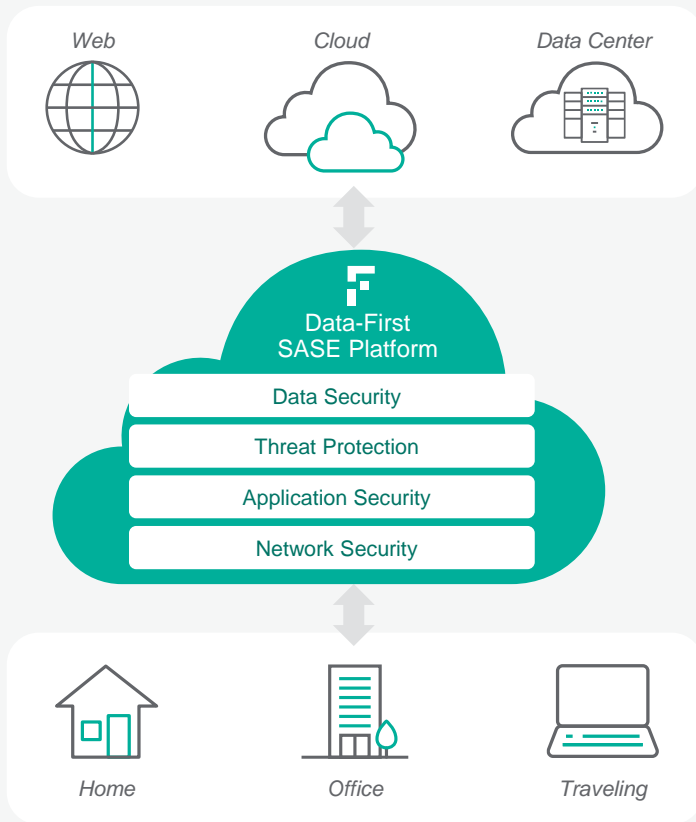 Web
Cloud
Data Center
Data-First
SASE Platform
Data Security
Threat Protection
Application Security
Network Security
Home
Office
Traveling